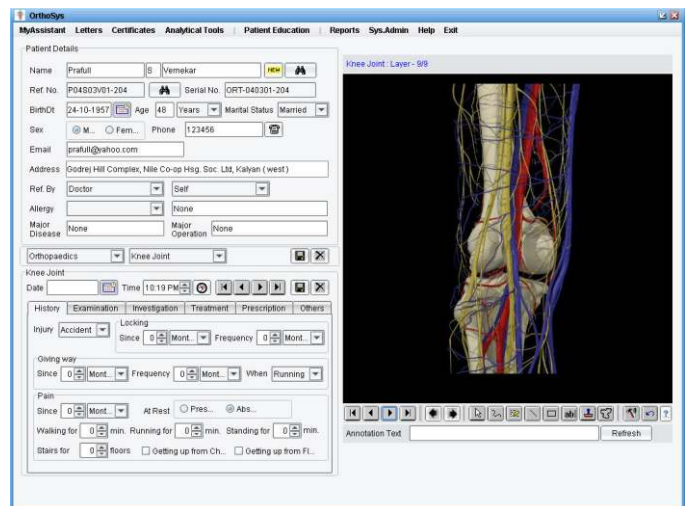 OrthoSys
MyAssistant Letters Certificates Analytical Tools | Patient Education | Reports Sys.Admin Help Exit
Patient Details
Name Prafull S Vernekar NEW
Ref. No. P04S03V01-204 Serial No. ORT-040301-204
BirthDt 24-10-1957 Age 48 Years Marital Status Married
Sex M... Fem... Phone 123456
Email prafull@yahoo.com
Address Godrej Hill Complex, Nile Co-op Hsg. Soc. Ltd, Kalyan ( west )
Ref. By Doctor Self
Allergy None
Major Disease None Major Operation None
Orthopaedics Knee Joint
Knee Joint
Date Time 10:19 PM
History Examination Investigation Treatment Prescription Others
Injury Accident
Locking
Since 0 Mont... Frequency 0 Mont...
Giving way
Since 0 Mont... Frequency 0 Mont... When Running
Pain
Since 0 Mont... At Rest Pres... Abs...
Walking for 0 min. Running for 0 min. Standing for 0 min.
Stairs for 0 floors Getting up from Ch... Getting up from Fl...
Knee Joint : Layer - 9/9
ab
?
Annotation Text Refresh